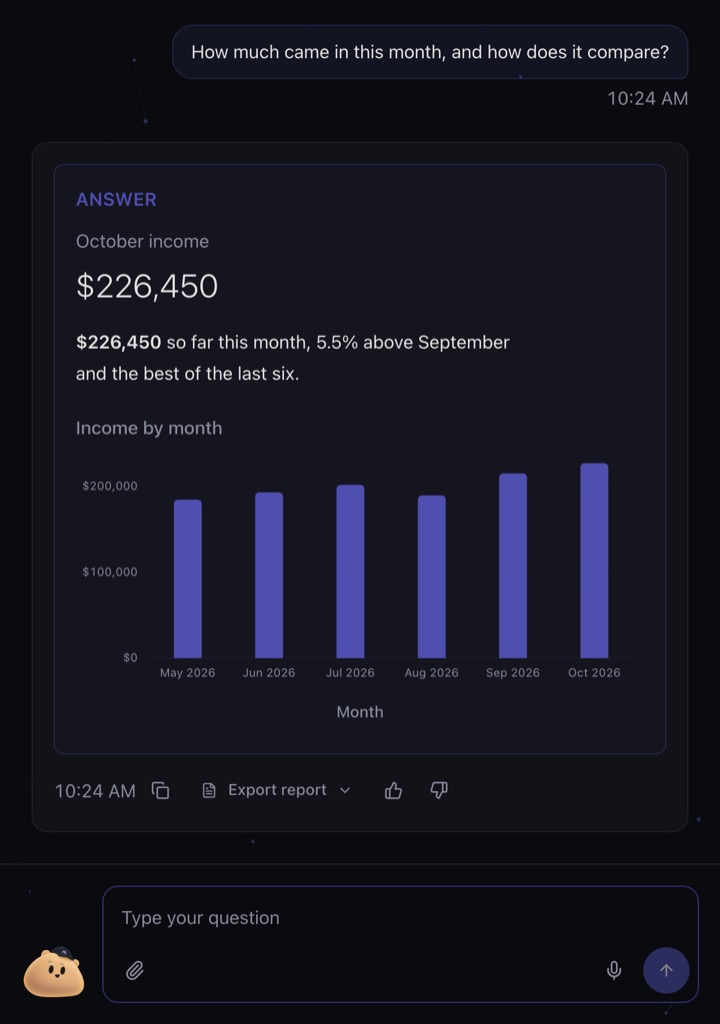 How much came in this month, and how does it compare?
10:24 AM
ANSWER
October income
$226,450
$226,450 so far this month, 5.5% above September
and the best of the last six.
Income by month
$200,000
$100,000
$0
May 2026 Jun 2026 Jul 2026 Aug 2026 Sep 2026 Oct 2026
Month
10:24 AM Export report
Type your question